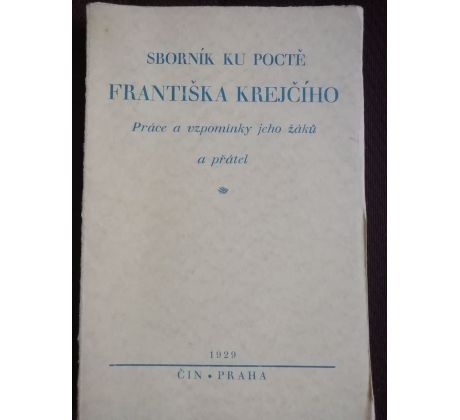 SBORNÍK KU POCTĚ
FRANTIŠKA KREJČÍHO
Práce a vzpomínky jeho žáků
a přátel
1929
ČIN • PRAHA